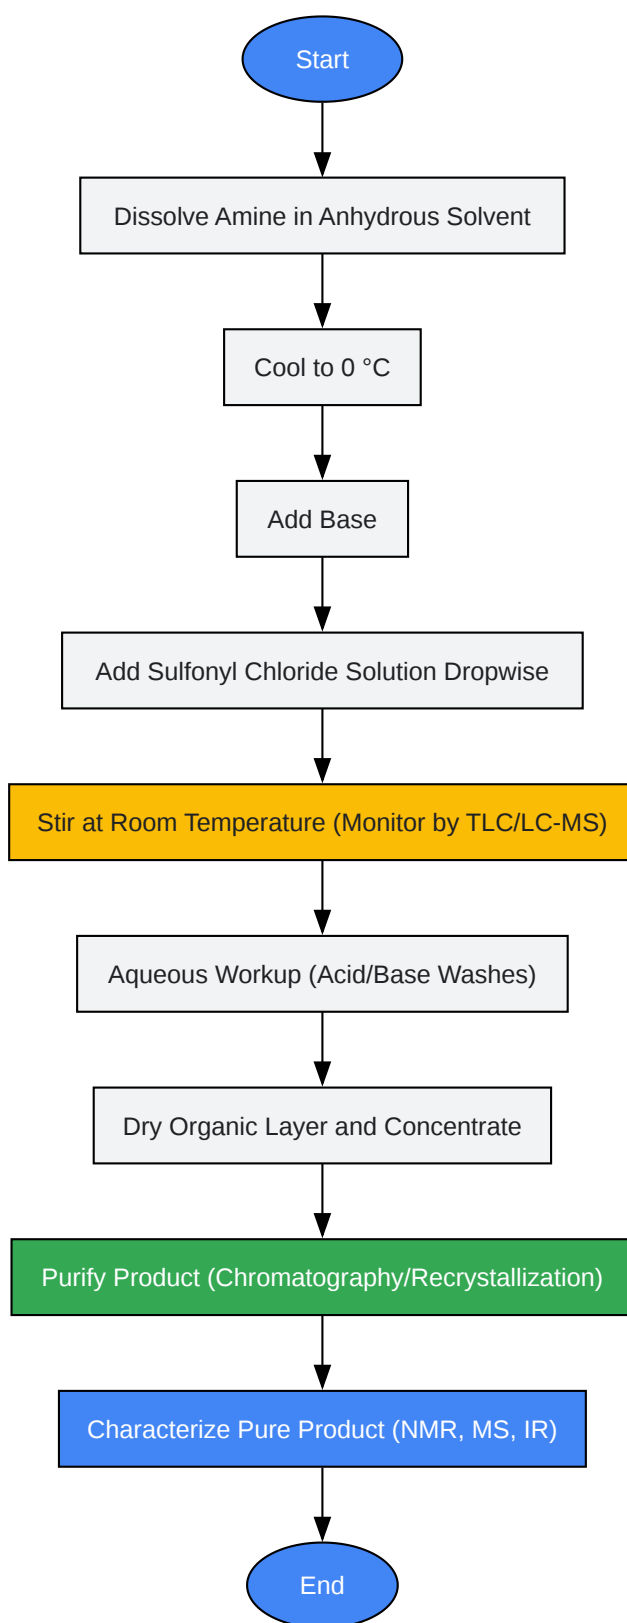 Start
Dissolve Amine in Anhydrous Solvent
Cool to 0 °C
Add Base
Add Sulfonyl Chloride Solution Dropwise
Stir at Room Temperature (Monitor by TLC/LC-MS)
Aqueous Workup (Acid/Base Washes)
Dry Organic Layer and Concentrate
Purify Product (Chromatography/Recrystallization)
Characterize Pure Product (NMR, MS, IR)
End